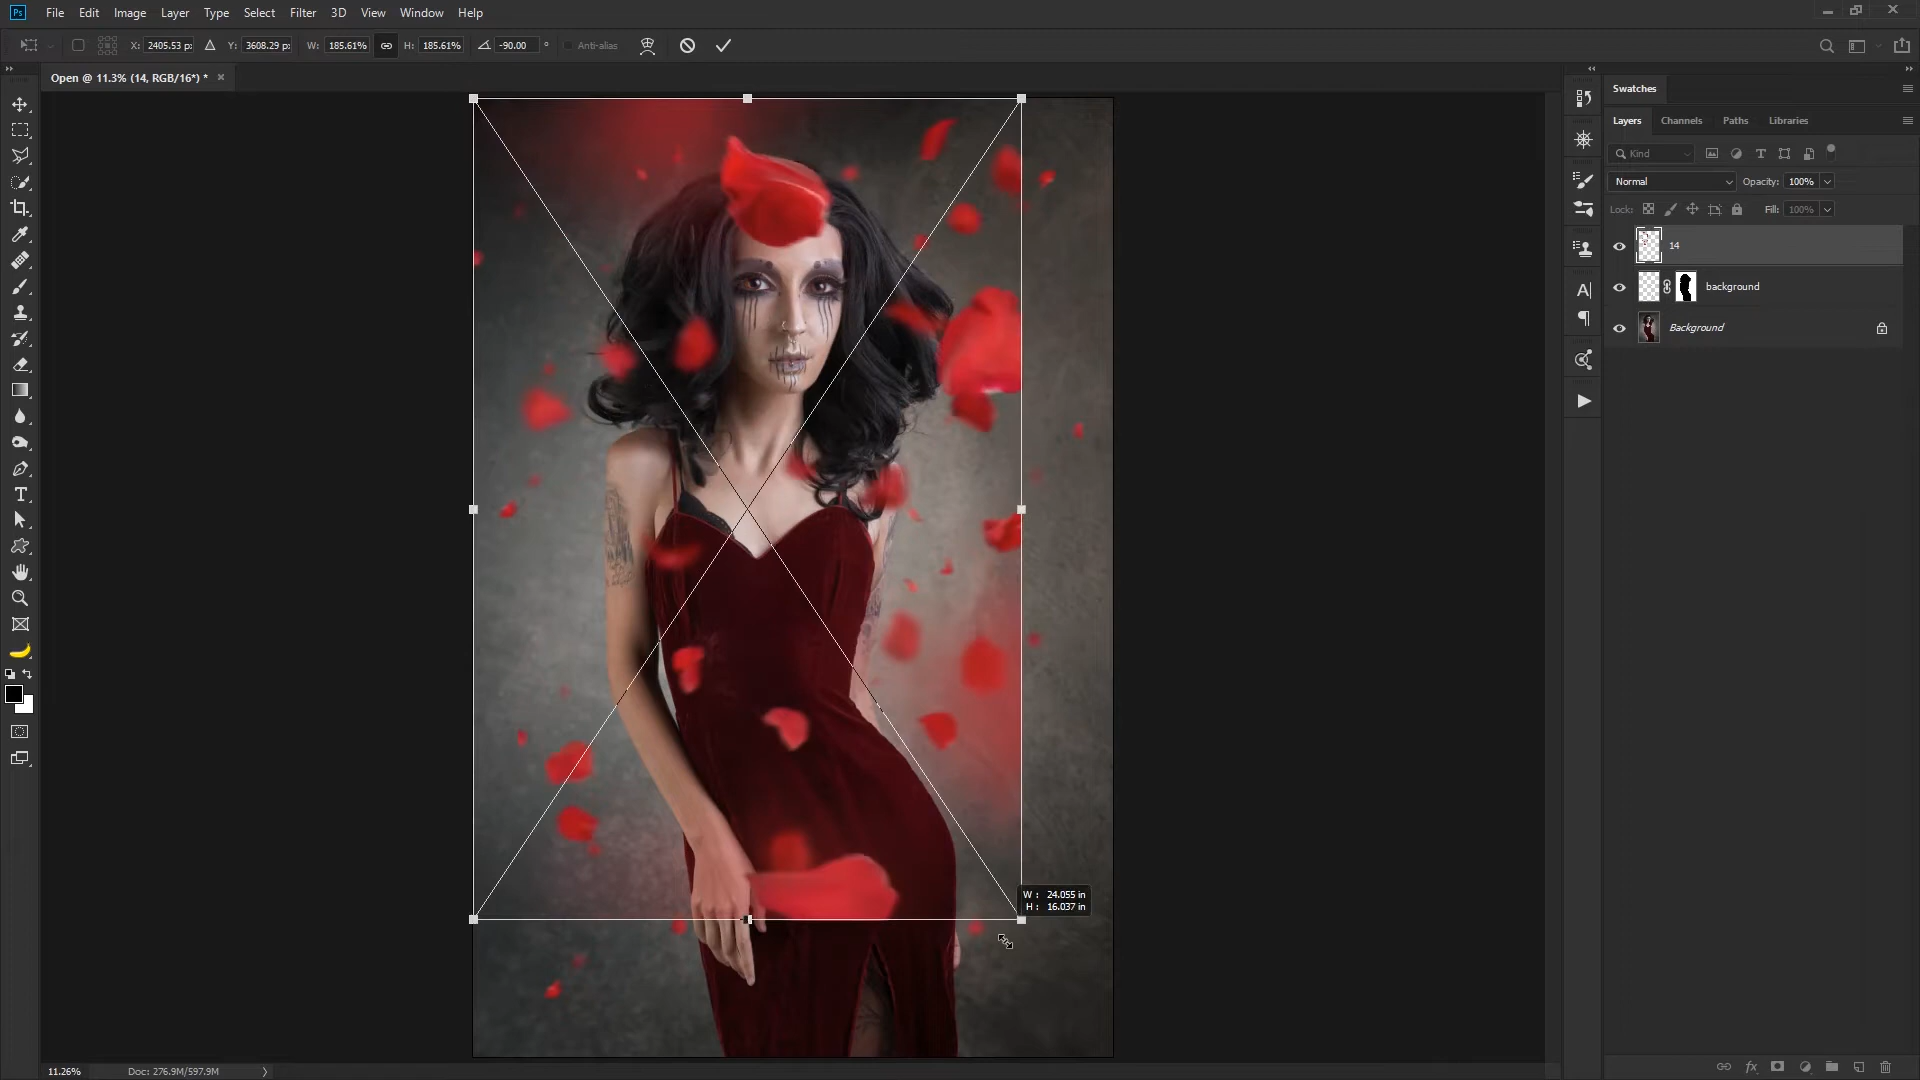 Ps File Edit Image Layer Type Select Filter 3D View Window Help
X: 2405.53 p: Y: 3608.29 p: W: 185.61% H: 185.61% -90.00 ° Anti-alias
Open @ 11.3% (14, RGB/16*) * ×
Swatches
Layers Channels Paths Libraries
Kind
Normal Opacity: 100%
Lock: Fill: 100%
14
background
Background
W : 24.055 in
H : 16.037 in
11.26% Doc: 276.9M/597.9M